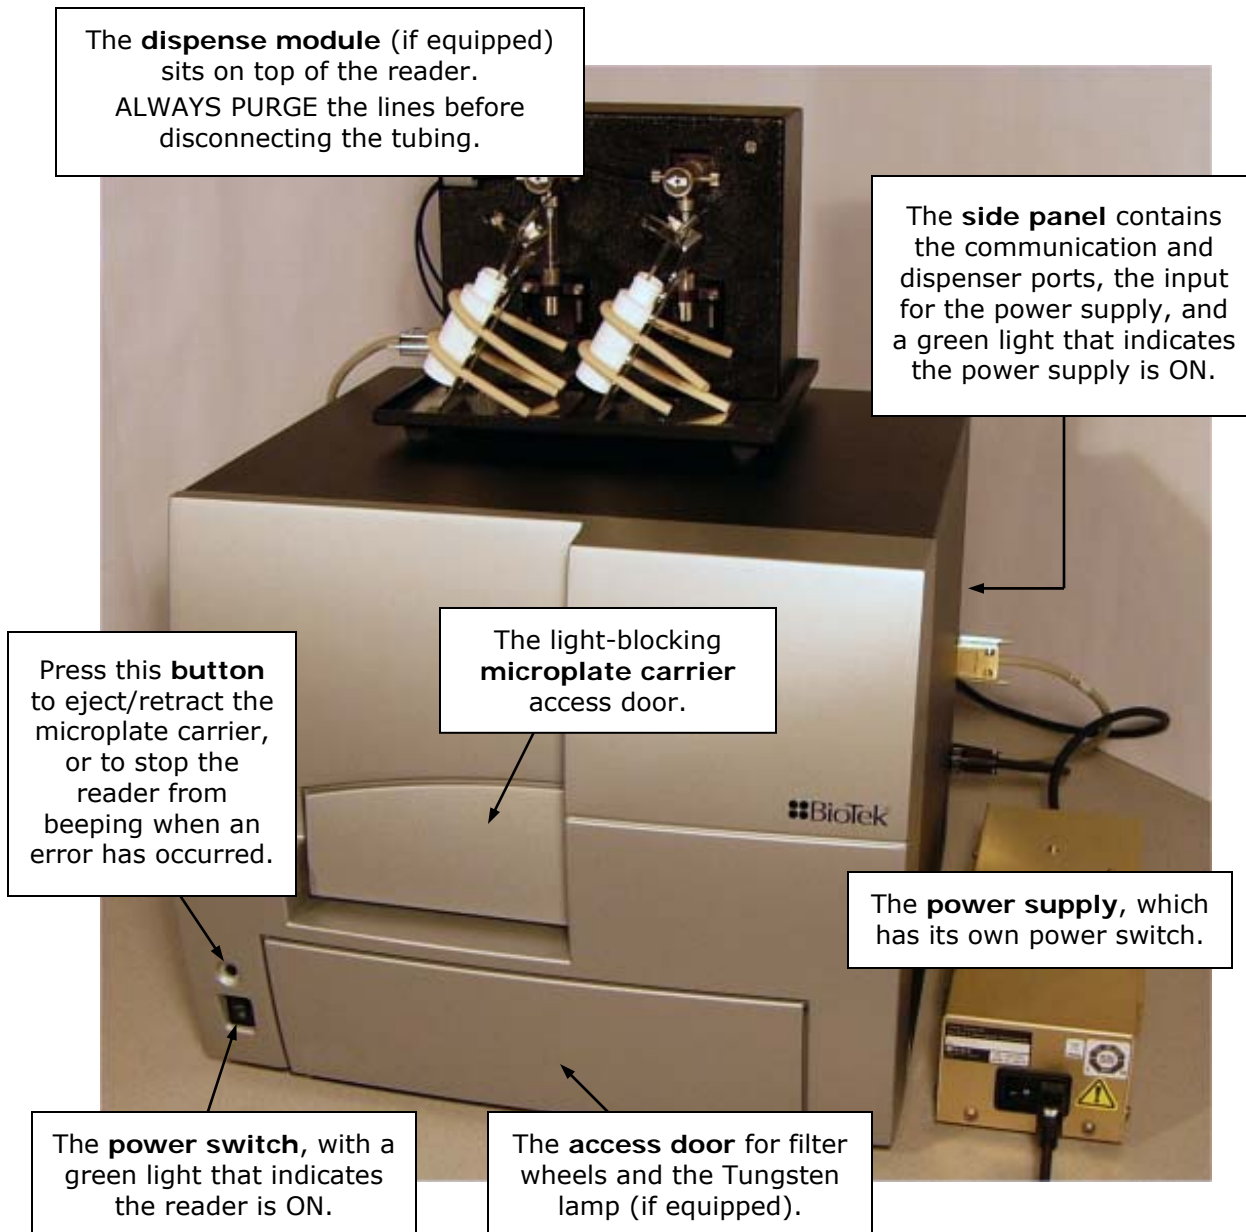 The dispense module (if equipped)
sits on top of the reader.
ALWAYS PURGE the lines before
disconnecting the tubing.
The side panel contains
the communication and
dispenser ports, the input
for the power supply, and
a green light that indicates
the power supply is ON.
Press this button
to eject/retract the
microplate carrier,
or to stop the
reader from
beeping when an
error has occurred.
The light-blocking
microplate carrier
access door.
BioTek
The power supply, which
has its own power switch.
The power switch, with a
green light that indicates
the reader is ON.
The access door for filter
wheels and the Tungsten
lamp (if equipped).